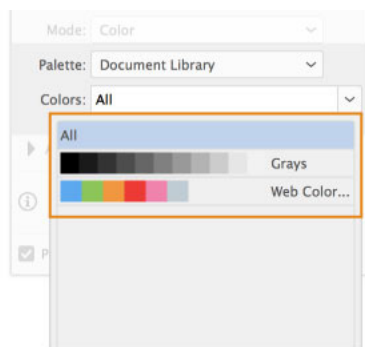 Mode: Color
Palette: Document Library
Colors: All
All
Grays
Web Color...
P